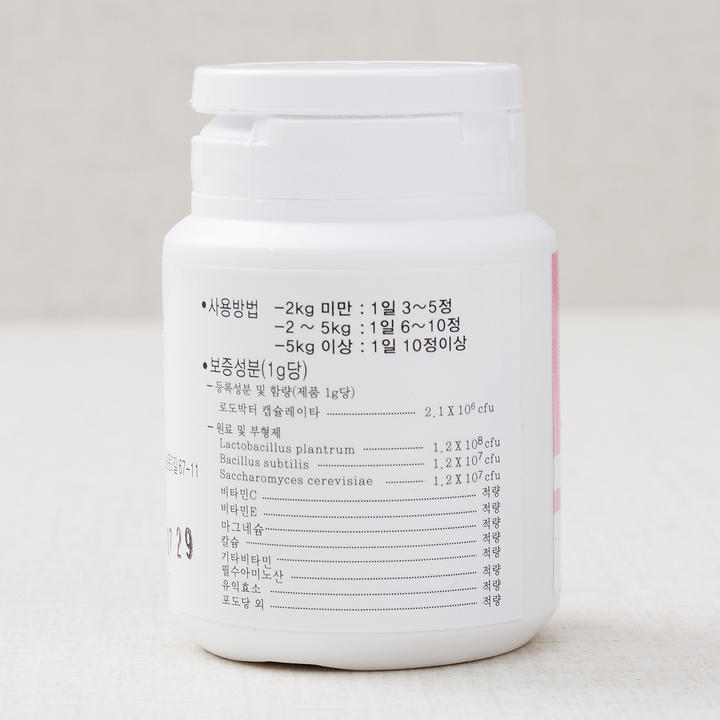 •사용방법 -2kg 미만 : 1일 3~5정
-2 ~ 5kg : 1일 6~10정
-5kg 이상 : 1일 10정이상
•보증성분(1g당)
-등록성분 및 함량(제품 1g당)
로도박터 캡슐레이타 2.1 X 10⁶ cfu
-원료 및 부형제
Lactobacillus plantrum 1.2 X 10⁸ cfu
Bacillus subtilis 1.2 X 10⁷ cfu
Saccharomyces cerevisiae 1.2 X 10⁷ cfu
비타민C 적량
비타민E 적량
마그네슘 적량
칼슘 적량
기타비타민 적량
필수아미노산 적량
유익효소 적량
포도당 외 적량
67-11
29